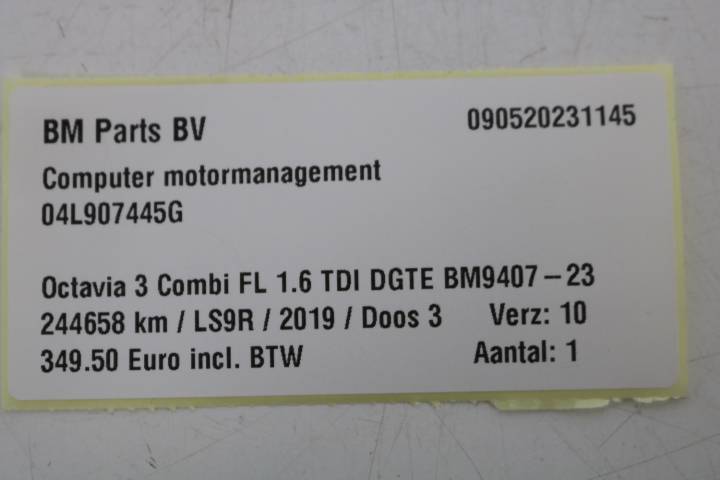 BM Parts BV 090520231145
Computer motormanagement
04L907445G
Octavia 3 Combi FL 1.6 TDI DGTE BM9407-23
244658 km / LS9R / 2019 / Doos 3 Verz: 10
349.50 Euro incl. BTW Aantal: 1